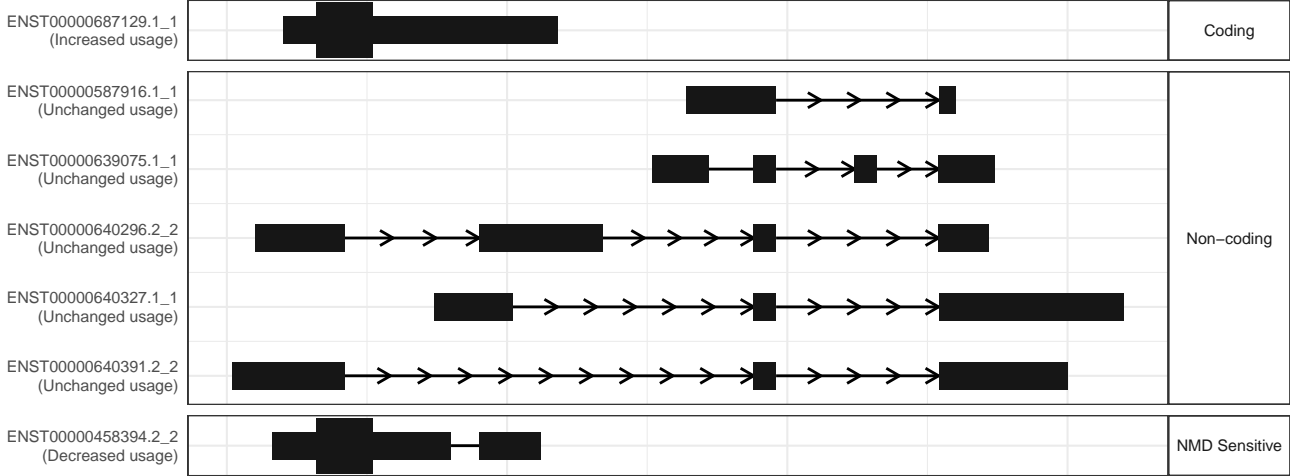 ENST00000687129.1_1
(Increased usage)
Coding
ENST00000587916.1_1
(Unchanged usage)
ENST00000639075.1_1
(Unchanged usage)
ENST00000640296.2_2
(Unchanged usage)
Non−coding
ENST00000640327.1_1
(Unchanged usage)
ENST00000640391.2_2
(Unchanged usage)
ENST00000458394.2_2
(Decreased usage)
NMD Sensitive